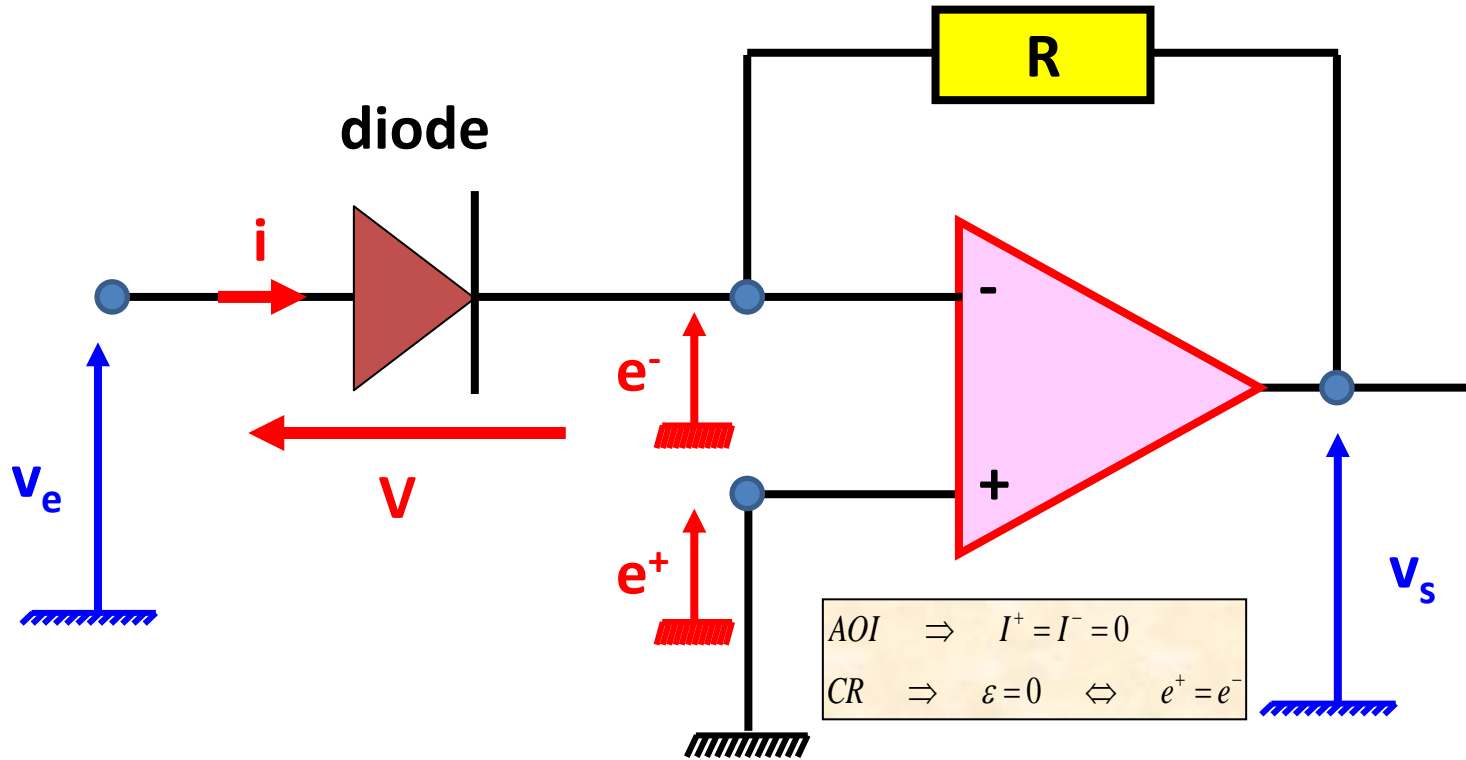 R
diode
i
-
e⁻
V
vₑ
+
e⁺
vₛ
AOI ⇒ I⁺ = I⁻ = 0
CR ⇒ ε = 0 ⇔ e⁺ = e⁻